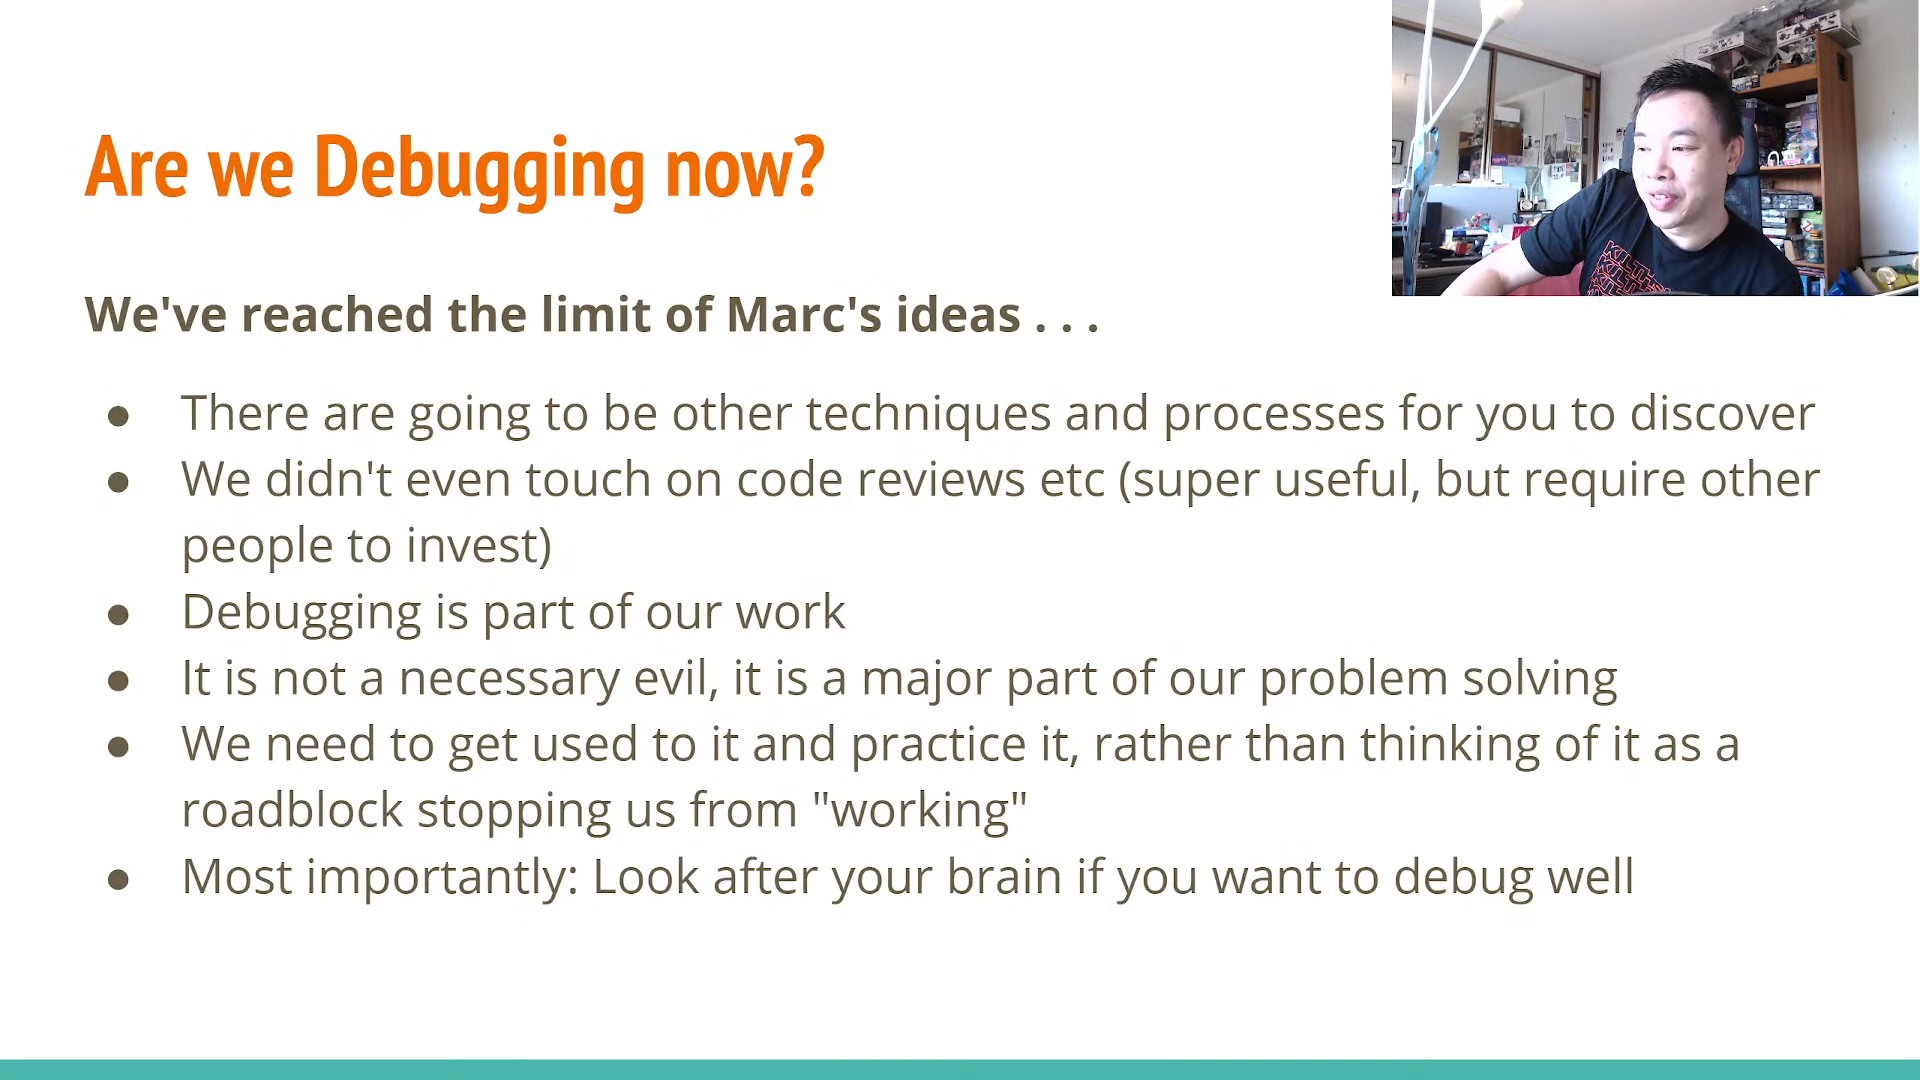 Are we Debugging now?
We've reached the limit of Marc's ideas . . .
● There are going to be other techniques and processes for you to discover
● We didn't even touch on code reviews etc (super useful, but require other
people to invest)
● Debugging is part of our work
● It is not a necessary evil, it is a major part of our problem solving
● We need to get used to it and practice it, rather than thinking of it as a
roadblock stopping us from "working"
● Most importantly: Look after your brain if you want to debug well